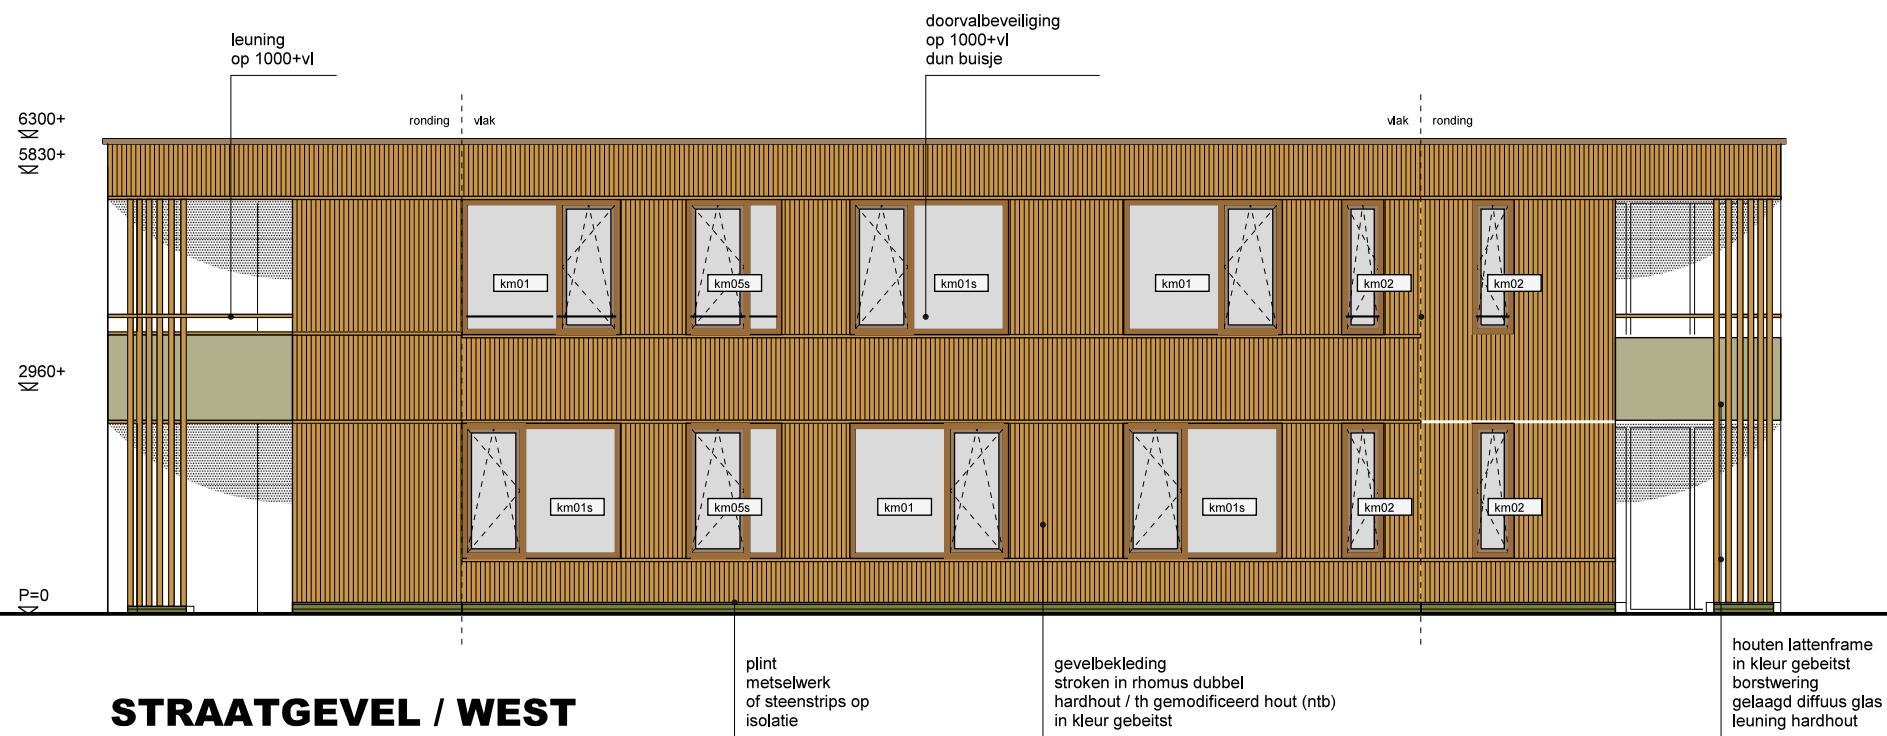 leuning
op 1000+vl
doorvalbeveiliging
op 1000+vl
dun buisje
6300+
5830+
2960+
P=0
ronding vlak
vlak ronding
km01
km05s
km01s
km01
km02
km02
km01s
km05s
km01
km01s
km02
km02
plint
metselwerk
of steenstrips op
isolatie
gevelbekleding
stroken in rhomus dubbel
hardhout / th gemodificeerd hout (ntb)
in kleur gebeitst
houten lattenframe
in kleur gebeitst
borstwering
gelaagd diffuus glas
leuning hardhout
STRAATGEVEL / WEST